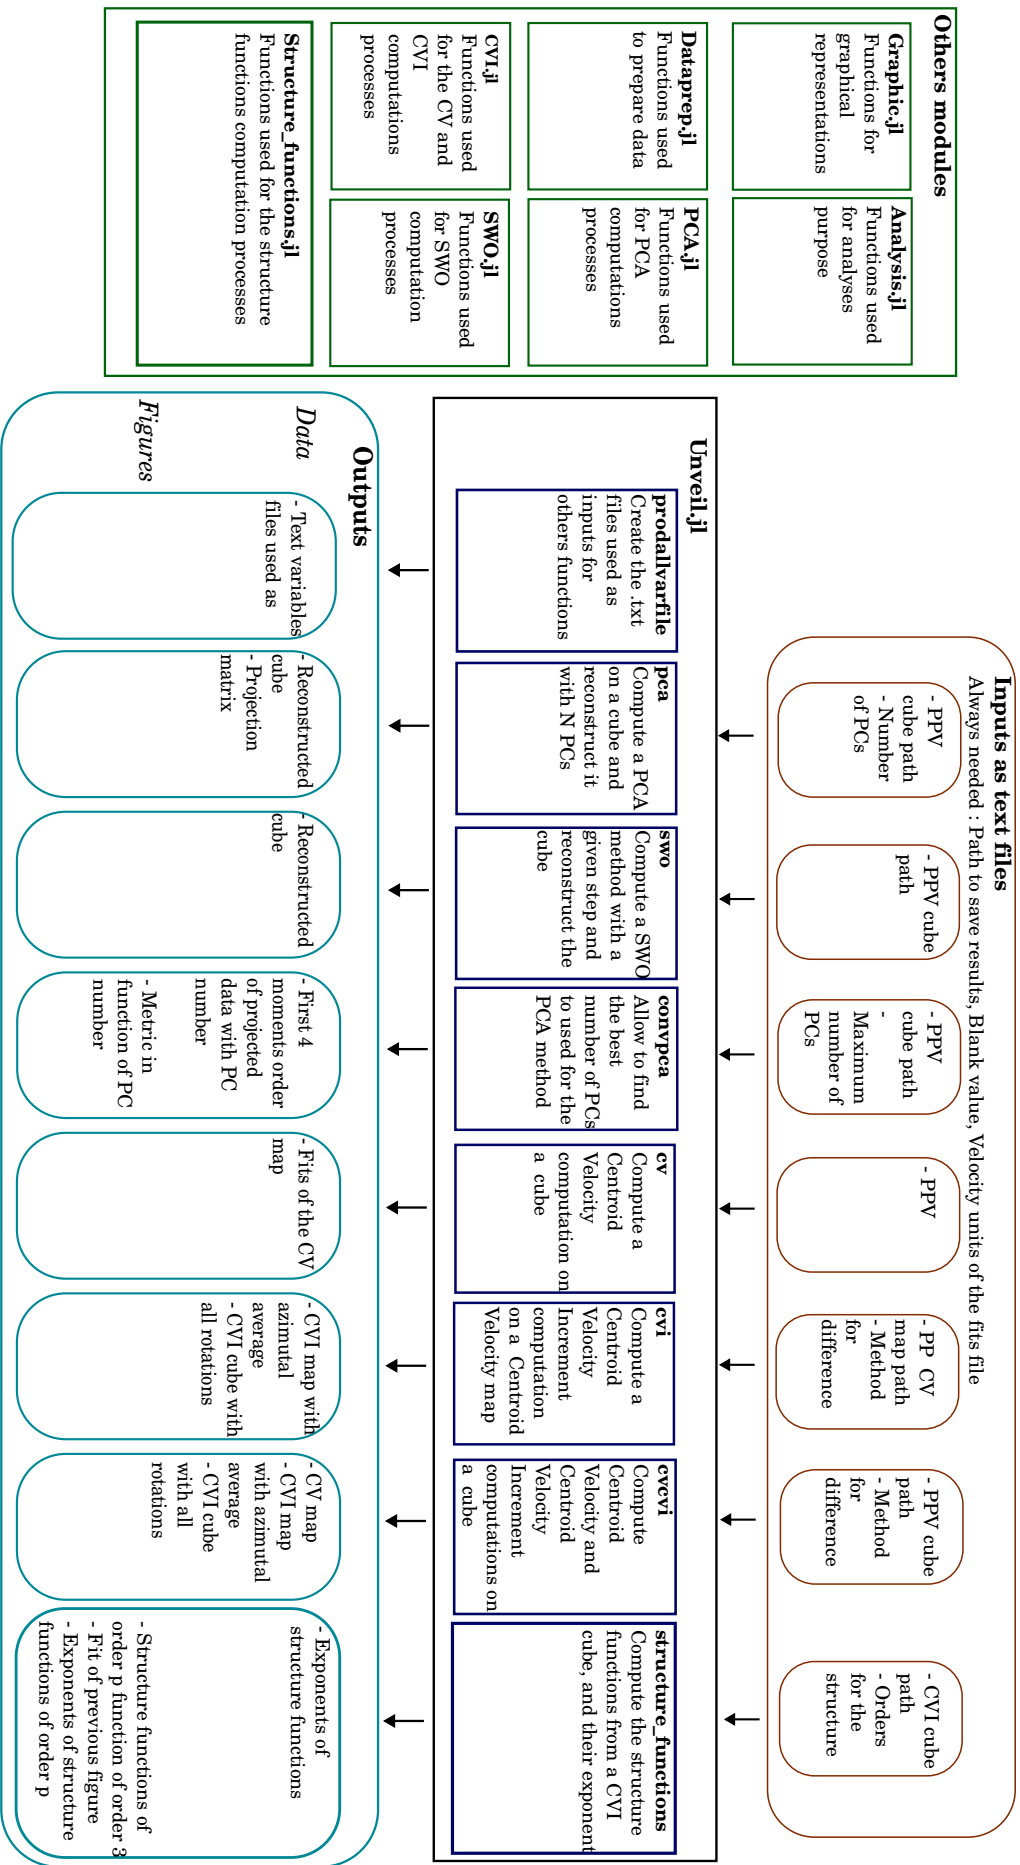 Others modules
Graphic.jl
Functions for
graphical
representations
Analysis.jl
Functions used
for analyses
purpose
Dataprep.jl
Functions used
to prepare data
PCA.jl
Functions used
for PCA
computations
processes
CVI.jl
Functions used
for the CV and
CVI
computations
processes
SWO.jl
Functions used
for SWO
computation
processes
Structure_functions.jl
Functions used for the structure
functions computation processes
Inputs as text files
Always needed : Path to save results, Blank value, Velocity units of the fits file
- PPV
cube path
- Number
of PCs
- PPV cube
path
- PPV
cube path
-
Maximum
number of
PCs
- PPV
- PP CV
map path
- Method
for
difference
- PPV cube
path
- Method
for
difference
- CVI cube
path
- Orders
for the
structure
Unveil.jl
prodallvarfile
Create the .txt
files used as
inputs for
others functions
pca
Compute a PCA
on a cube and
reconstruct it
with N PCs
swo
Compute a SWO
method with a
given step and
reconstruct the
cube
convpca
Allow to find
the best
number of PCs
to used for the
PCA method
cv
Compute a
Centroid
Velocity
computation on
a cube
cvi
Compute a
Centroid
Velocity
Increment
computation
on a Centroid
Velocity map
cvcvi
Compute
Centroid
Velocity and
Centroid
Velocity
Increment
computations on
a cube
structure_functions
Compute the structure
functions from a CVI
cube, and their exponent
Outputs
Data
Figures
- Text variables
files used as
- Reconstructed
cube
- Projection
matrix
- Reconstructed
cube
- First 4
moments order
of projected
data with PC
number
- Metric in
function of PC
number
- Fits of the CV
map
- CVI map with
azimutal
average
- CVI cube with
all rotations
- CV map
- CVI map
with azimutal
average
- CVI cube
with all
rotations
- Exponents of
structure functions
- Structure functions of
order p function of order 3
- Fit of previous figure
- Exponents of structure
functions of order p